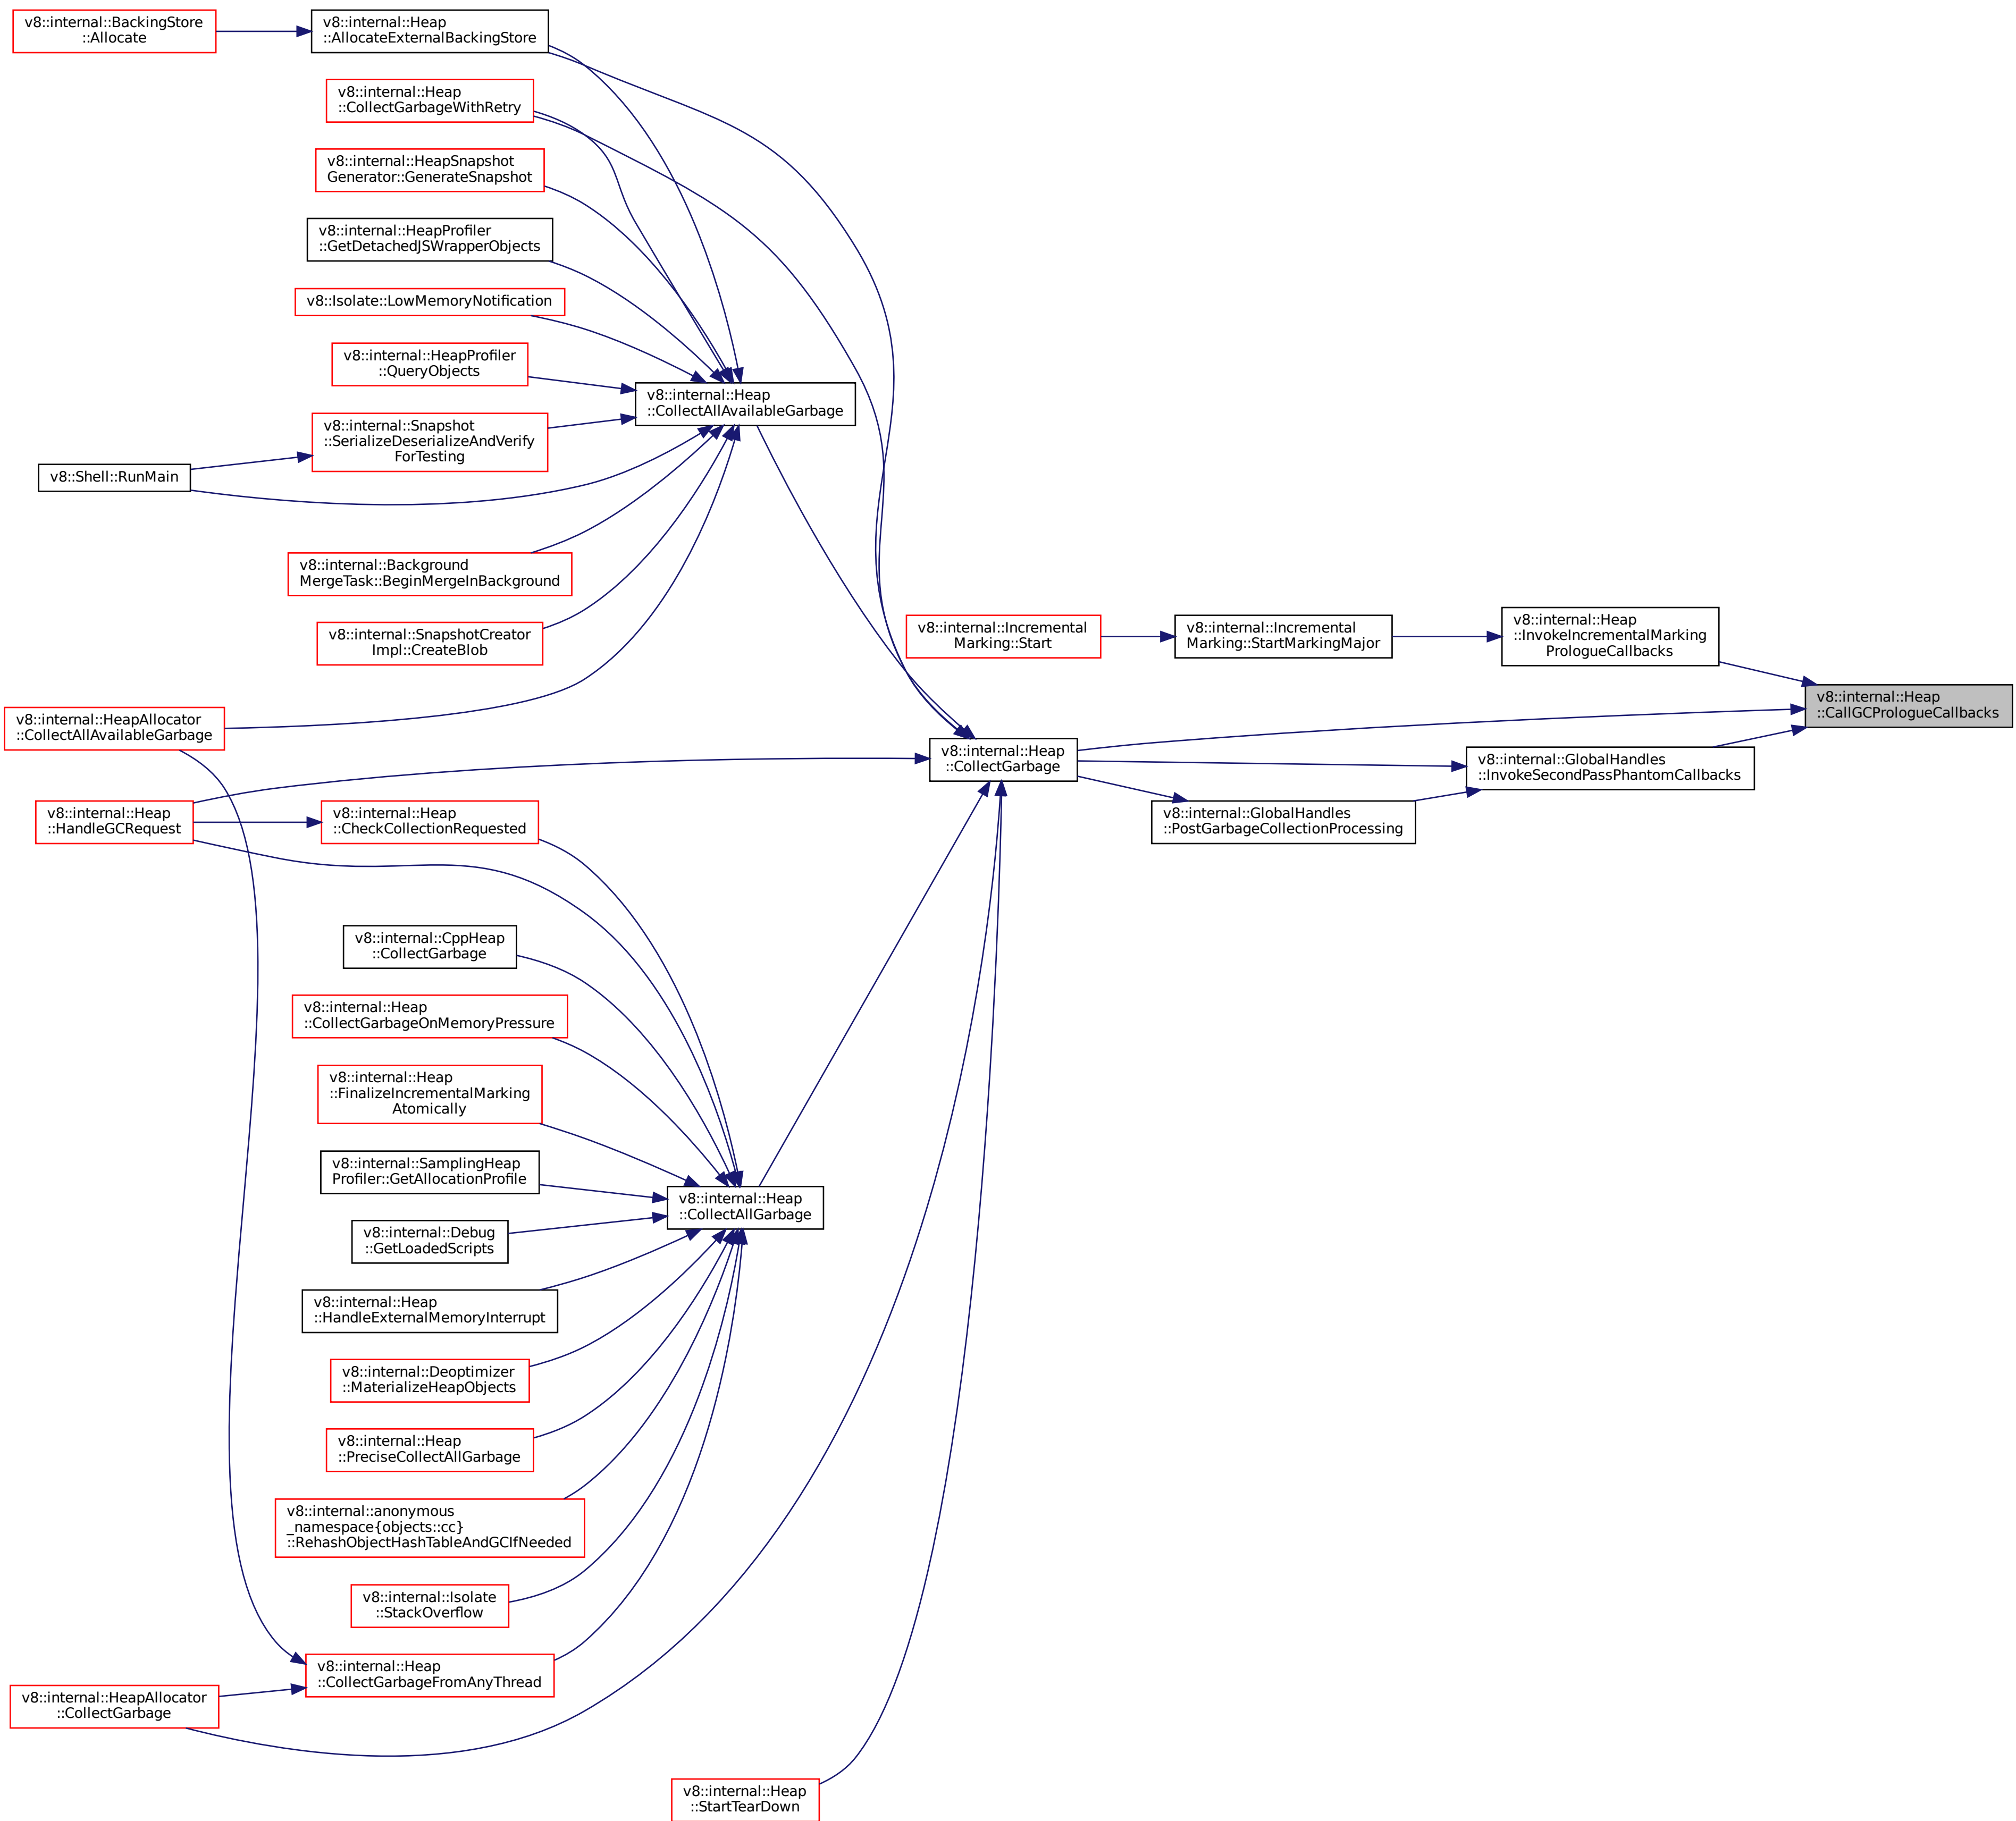 v8::internal::BackingStore
::Allocate
v8::internal::Heap
::AllocateExternalBackingStore
v8::internal::Heap
::CollectGarbageWithRetry
v8::internal::HeapSnapshot
Generator::GenerateSnapshot
v8::internal::HeapProfiler
::GetDetachedJSWrapperObjects
v8::Isolate::LowMemoryNotification
v8::internal::HeapProfiler
::QueryObjects
v8::internal::Heap
::CollectAllAvailableGarbage
v8::internal::Snapshot
::SerializeDeserializeAndVerify
ForTesting
v8::Shell::RunMain
v8::internal::Background
MergeTask::BeginMergeInBackground
v8::internal::SnapshotCreator
Impl::CreateBlob
v8::internal::Incremental
Marking::Start
v8::internal::Incremental
Marking::StartMarkingMajor
v8::internal::Heap
::InvokeIncrementalMarking
PrologueCallbacks
v8::internal::Heap
::CallGCPrologueCallbacks
v8::internal::HeapAllocator
::CollectAllAvailableGarbage
v8::internal::Heap
::CollectGarbage
v8::internal::GlobalHandles
::InvokeSecondPassPhantomCallbacks
v8::internal::GlobalHandles
::PostGarbageCollectionProcessing
v8::internal::Heap
::HandleGCRequest
v8::internal::Heap
::CheckCollectionRequested
v8::internal::CppHeap
::CollectGarbage
v8::internal::Heap
::CollectGarbageOnMemoryPressure
v8::internal::Heap
::FinalizeIncrementalMarking
Atomically
v8::internal::SamplingHeap
Profiler::GetAllocationProfile
v8::internal::Heap
::CollectAllGarbage
v8::internal::Debug
::GetLoadedScripts
v8::internal::Heap
::HandleExternalMemoryInterrupt
v8::internal::Deoptimizer
::MaterializeHeapObjects
v8::internal::Heap
::PreciseCollectAllGarbage
v8::internal::anonymous
_namespace{objects::cc}
::RehashObjectHashTableAndGCIfNeeded
v8::internal::Isolate
::StackOverflow
v8::internal::Heap
::CollectGarbageFromAnyThread
v8::internal::HeapAllocator
::CollectGarbage
v8::internal::Heap
::StartTearDown